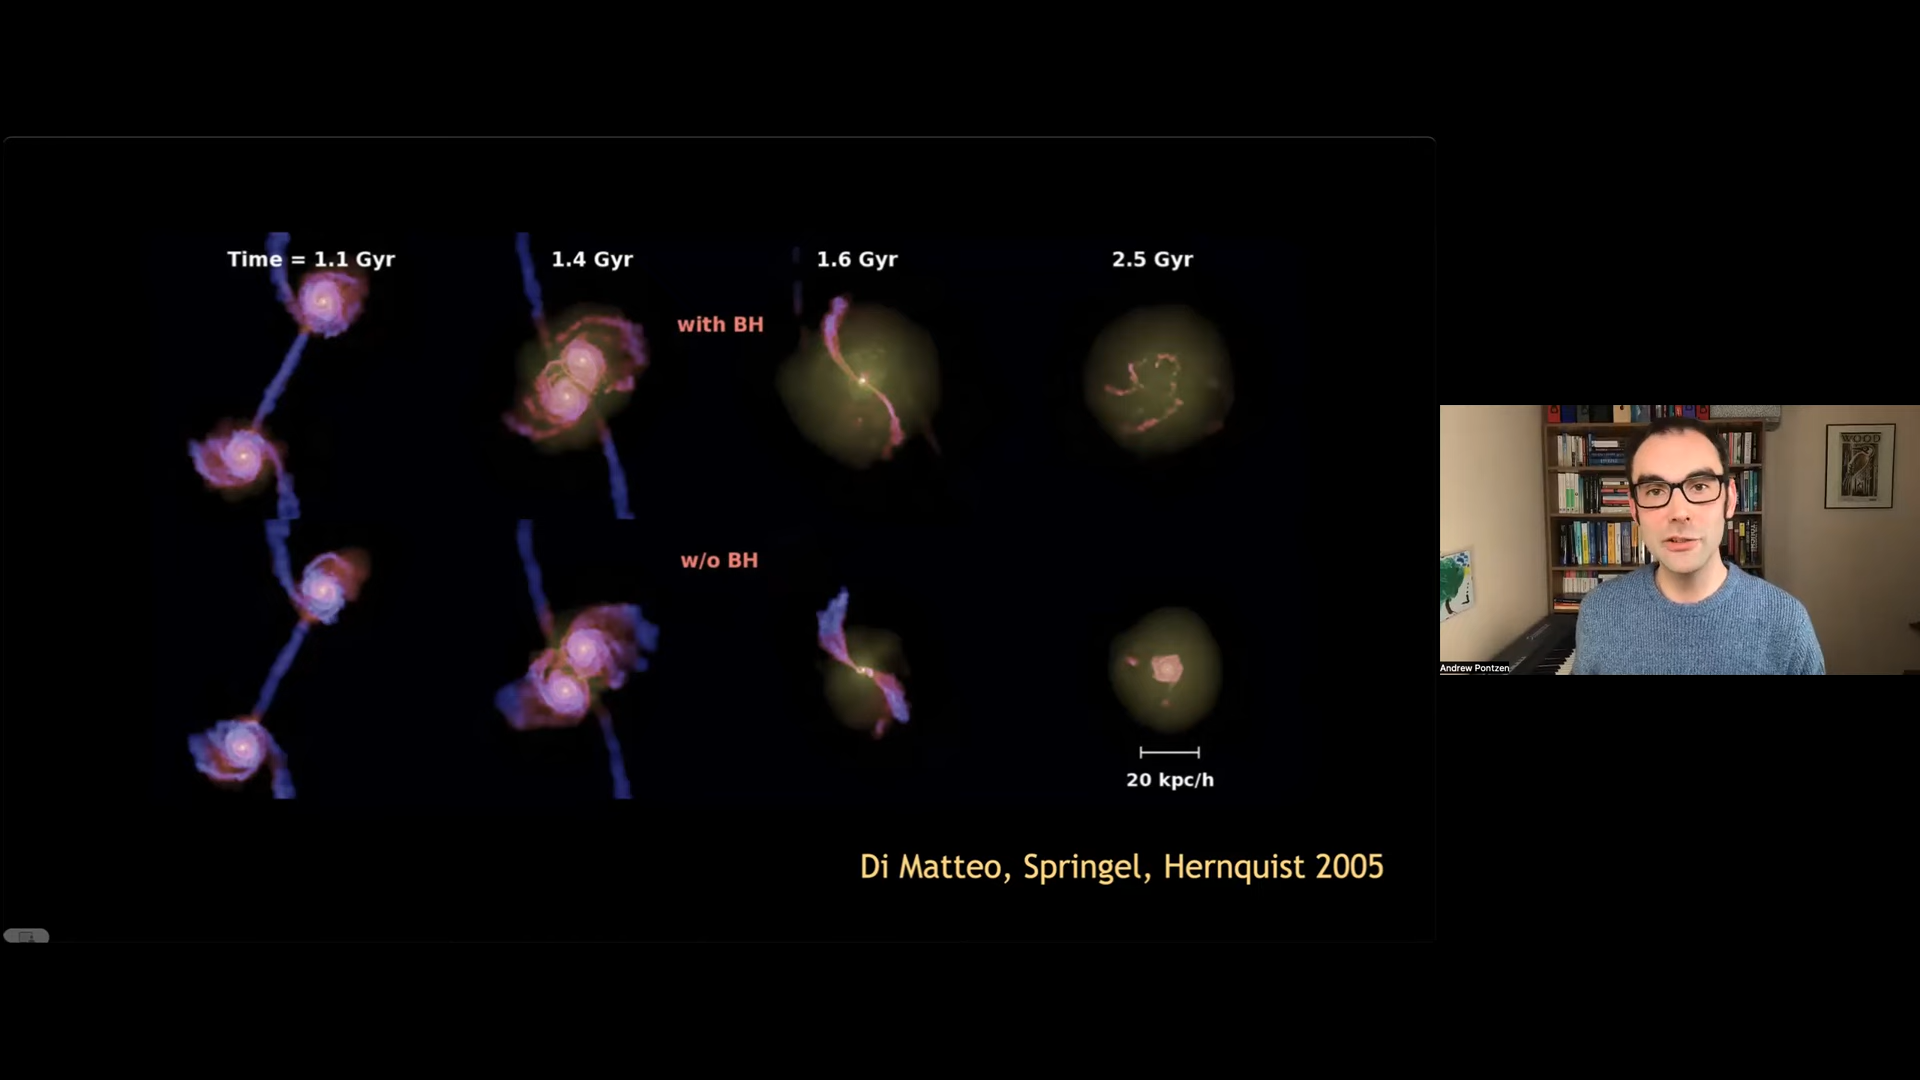 Time = 1.1 Gyr
1.4 Gyr
1.6 Gyr
2.5 Gyr
with BH
w/o BH
20 kpc/h
Di Matteo, Springel, Hernquist 2005
WOOD
Andrew Pontzen